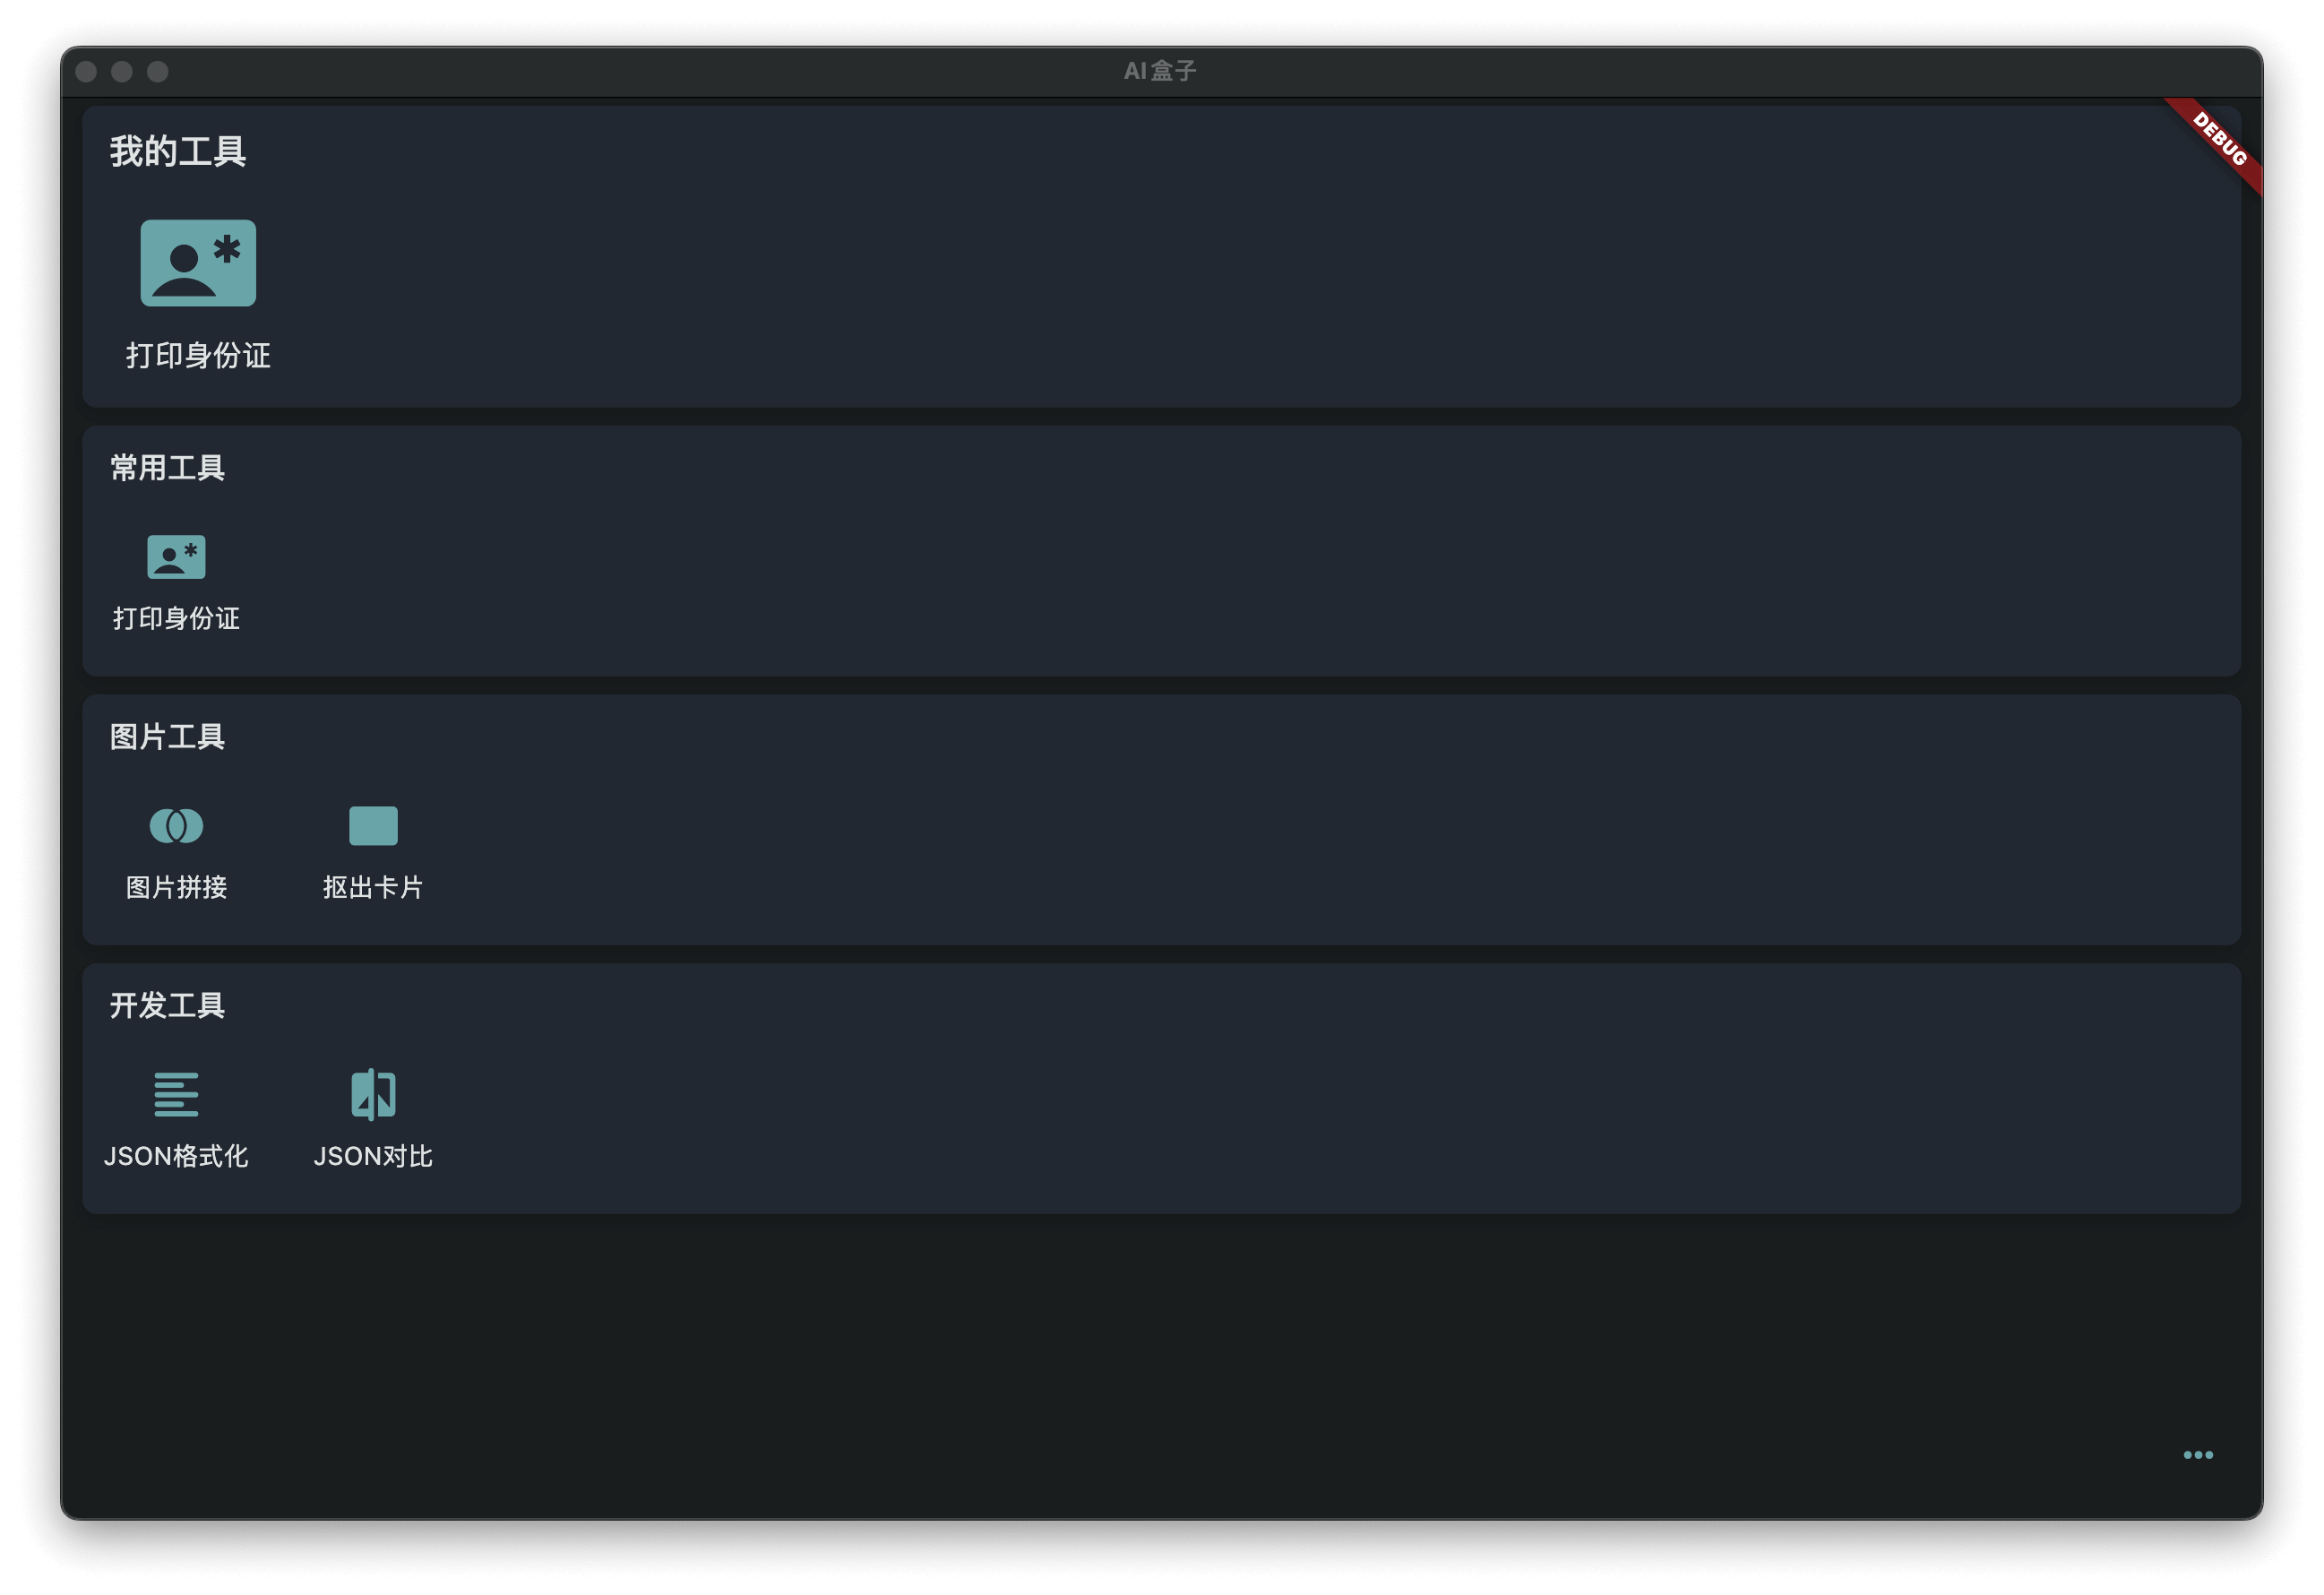 AI盒子
DEBUG
我的工具
打印身份证
常用工具
打印身份证
图片工具
图片拼接
抠出卡片
开发工具
JSON格式化
JSON对比